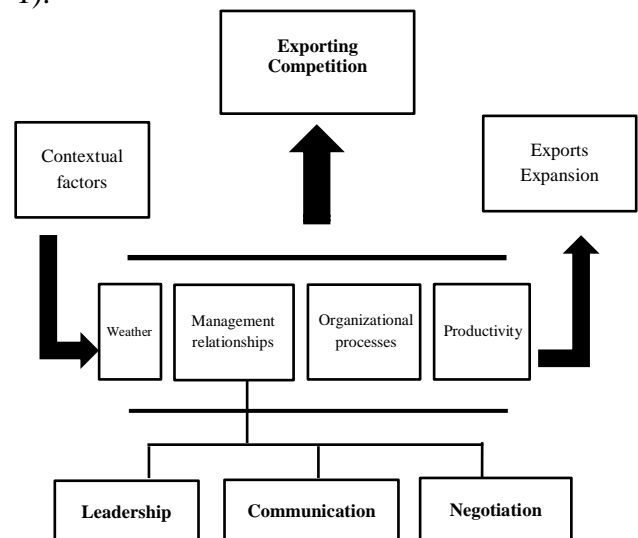 1).
Exporting
Competition
Contextual
factors
Exports
Expansion
Weather
Management
relationships
Organizational
processes
Productivity
Leadership
Communication
Negotiation